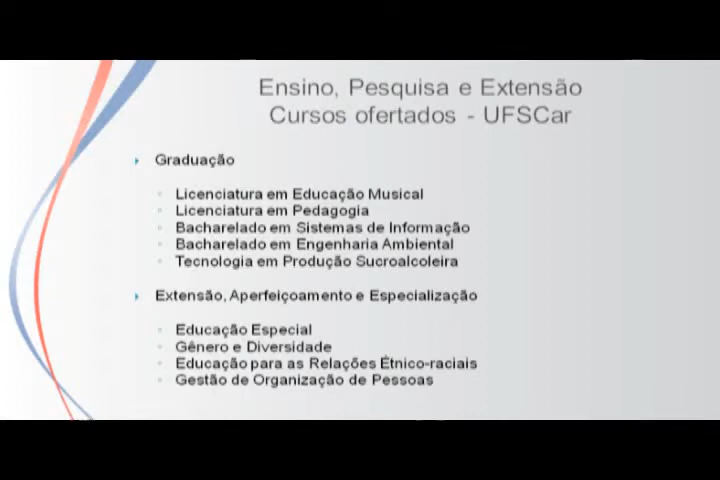 Ensino, Pesquisa e Extensão
Cursos ofertados - UFSCar
Graduação
Licenciatura em Educação Musical
Licenciatura em Pedagogia
Bacharelado em Sistemas de Informação
Bacharelado em Engenharia Ambiental
Tecnologia em Produção Sucroalcoleira
Extensão, Aperfeiçoamento e Especialização
Educação Especial
Gênero e Diversidade
Educação para as Relações Étnico-raciais
Gestão de Organização de Pessoas